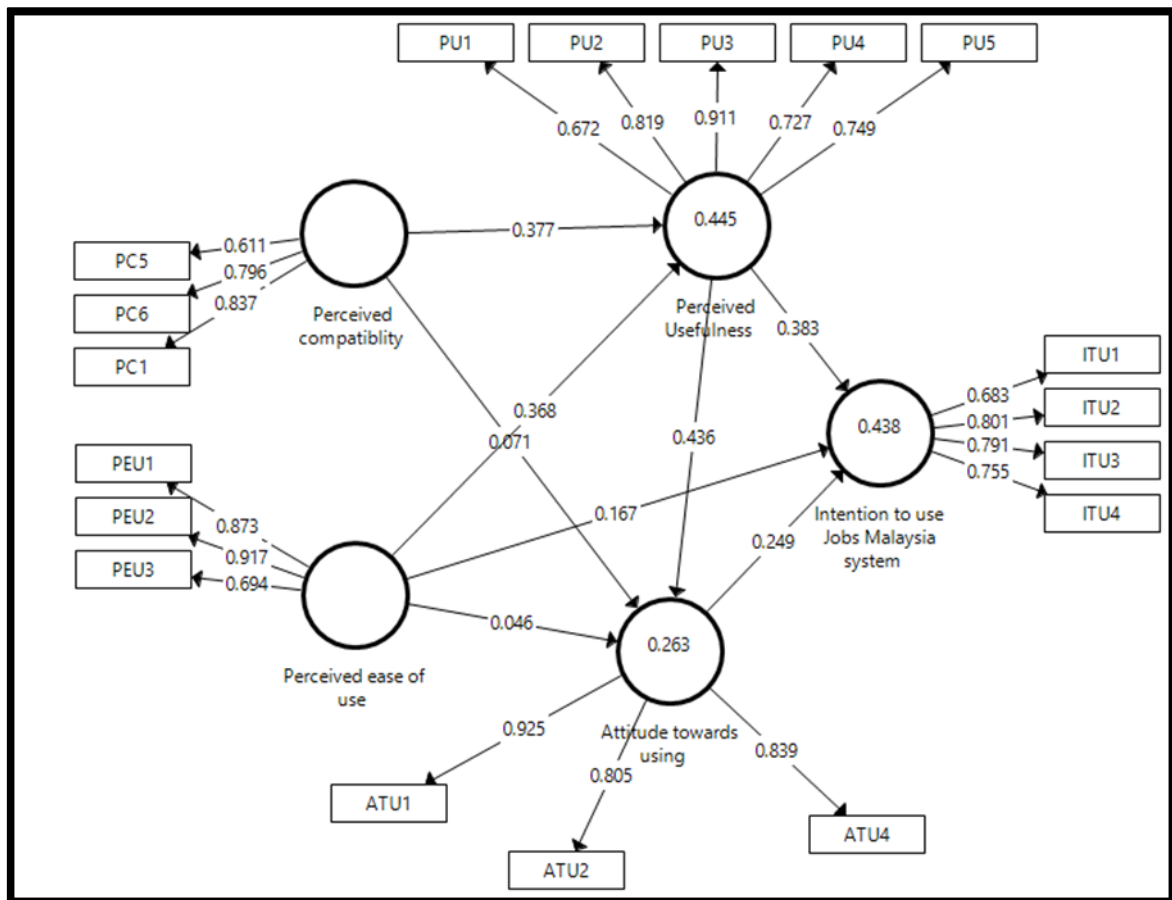 PU1
PU2
PU3
PU4
PU5
0.672
0.819
0.911
0.727
0.749
0.445
Perceived
Usefulness
0.377
PC5
PC6
PC1
0.611
0.796
0.837
Perceived
compatiblity
0.383
ITU1
ITU2
ITU3
ITU4
0.683
0.801
0.791
0.755
0.438
Intention to use
Jobs Malaysia
system
0.368
0.071
0.436
0.167
0.249
PEU1
PEU2
PEU3
0.873
0.917
0.694
0.046
Perceived ease of
use
0.263
Attitude towards
using
0.925
0.805
0.839
ATU1
ATU2
ATU4